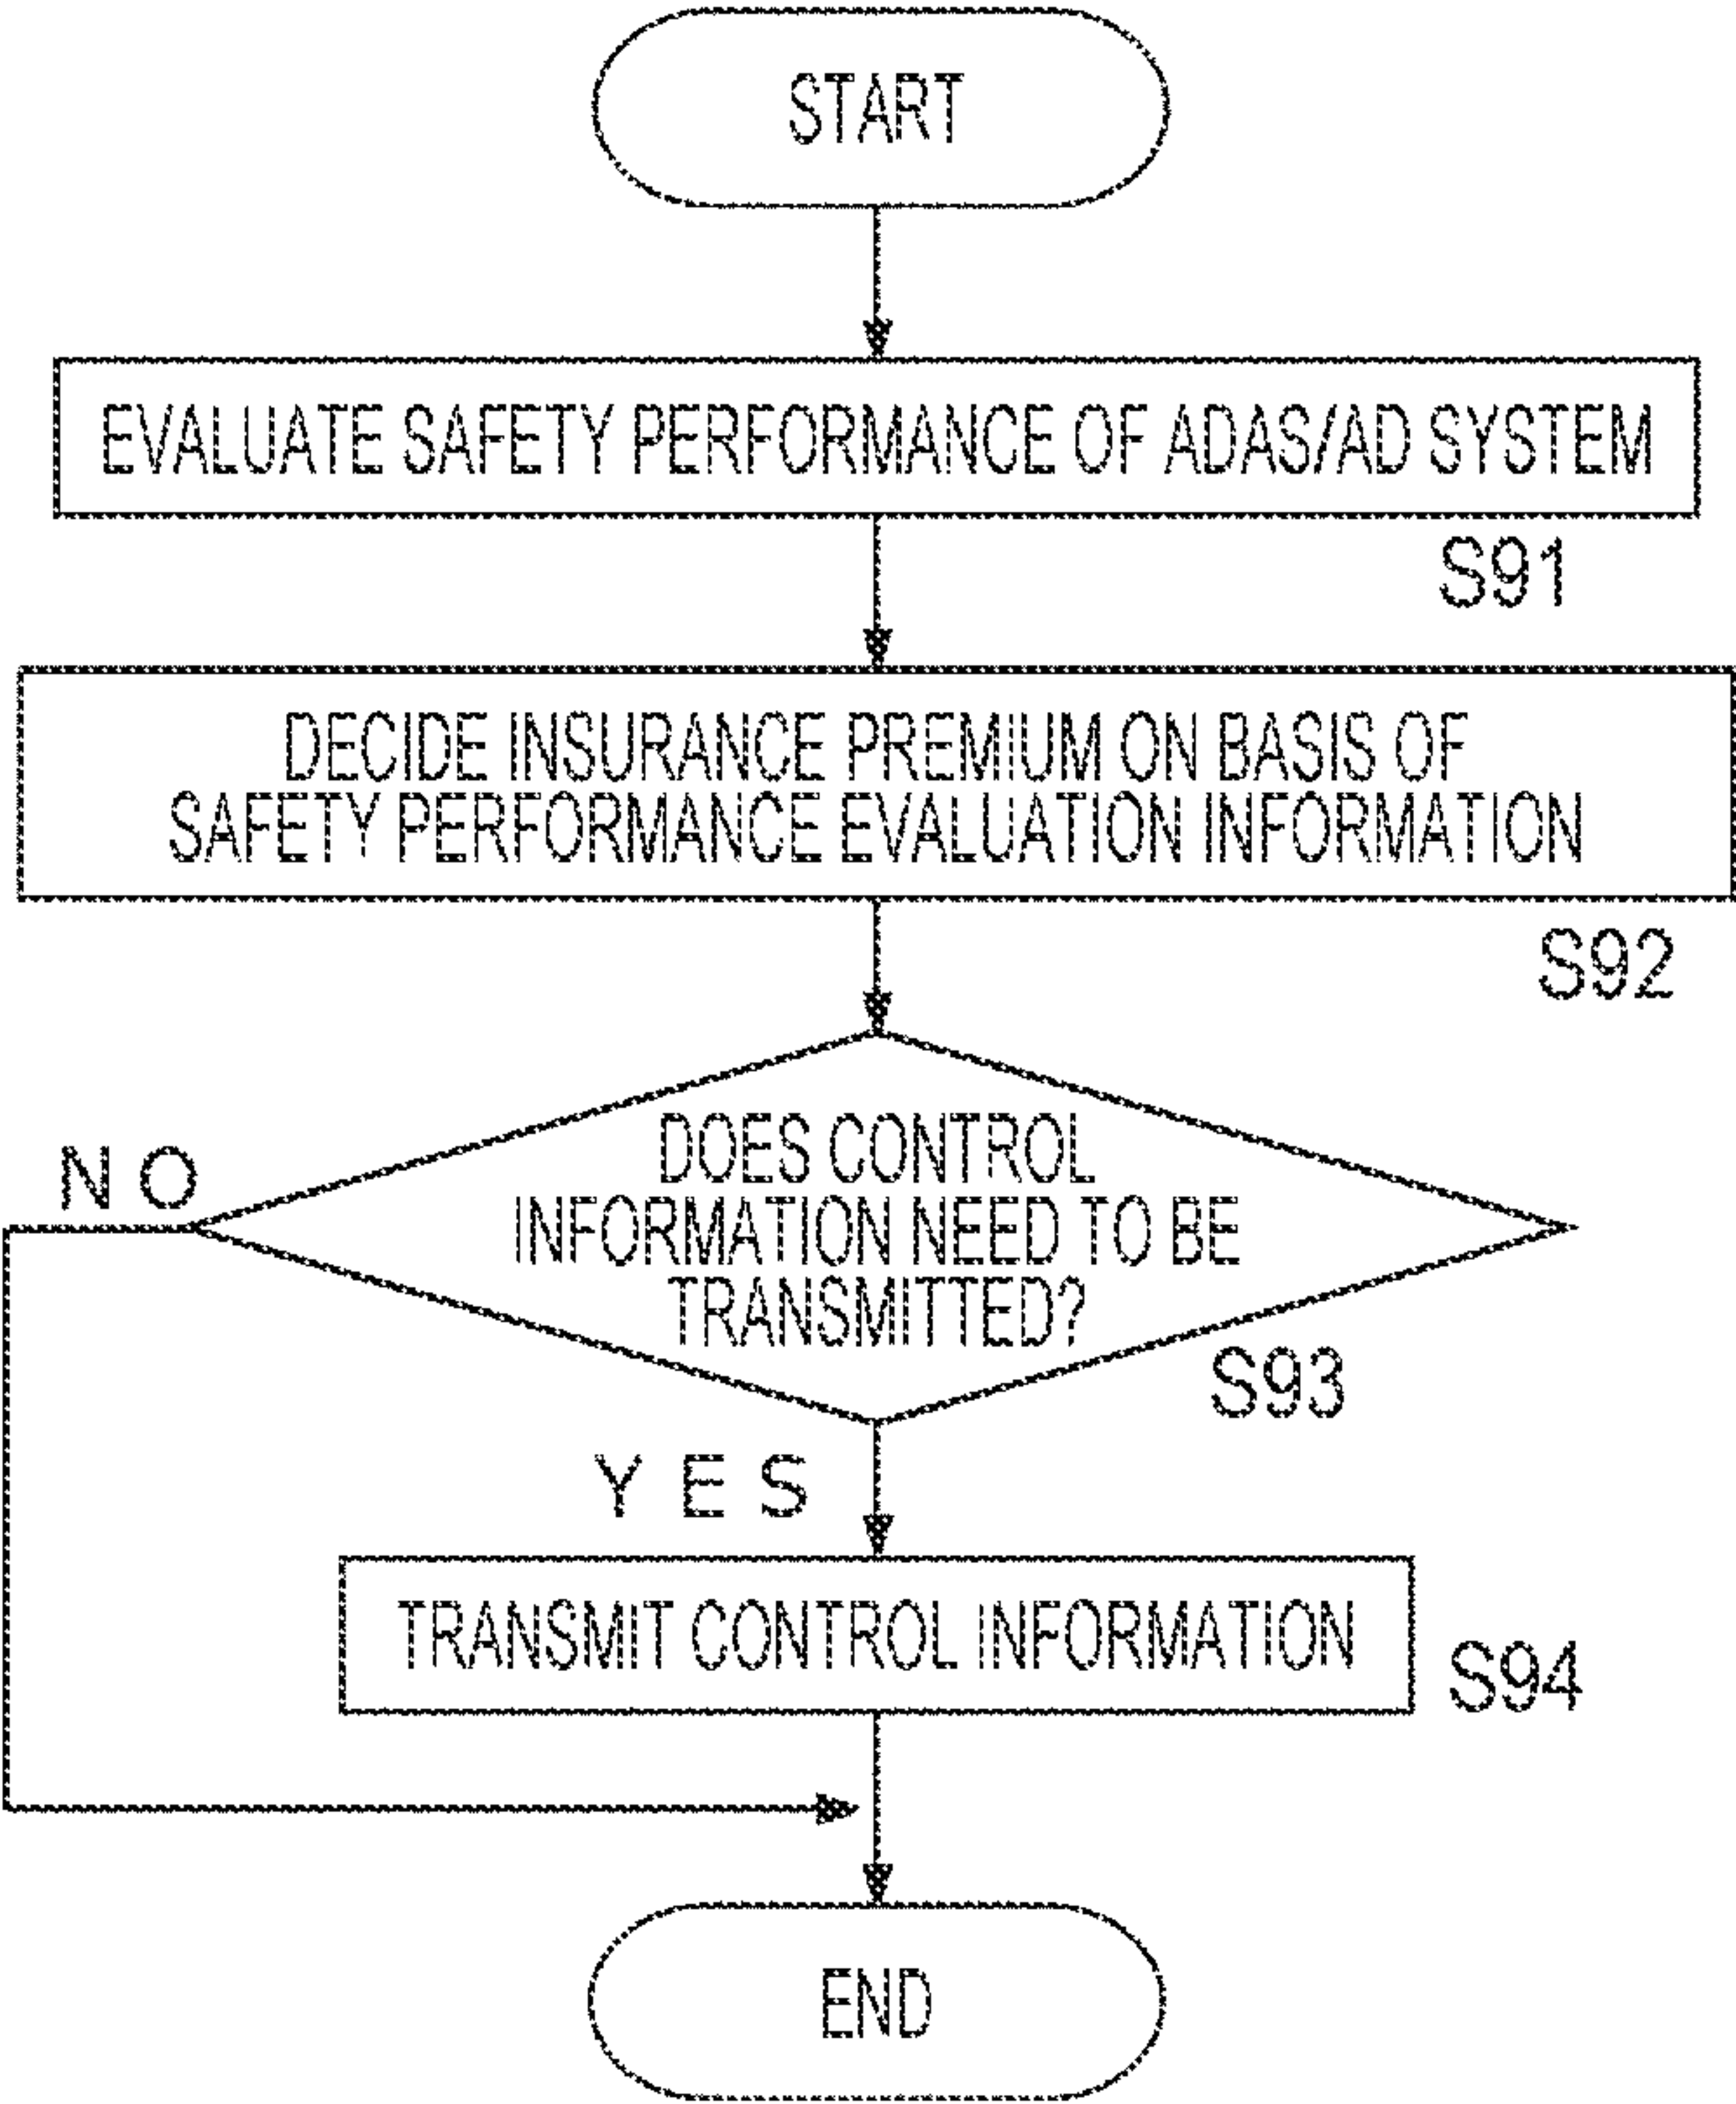 START
EVALUATE SAFETY PERFORMANCE OF ADAS/AD SYSTEM
S91
DECIDE INSURANCE PREMIUM ON BASIS OF
SAFETY PERFORMANCE EVALUATION INFORMATION
S92
DOES CONTROL
INFORMATION NEED TO BE
TRANSMITTED?
NO
S93
YES
TRANSMIT CONTROL INFORMATION
S94
END